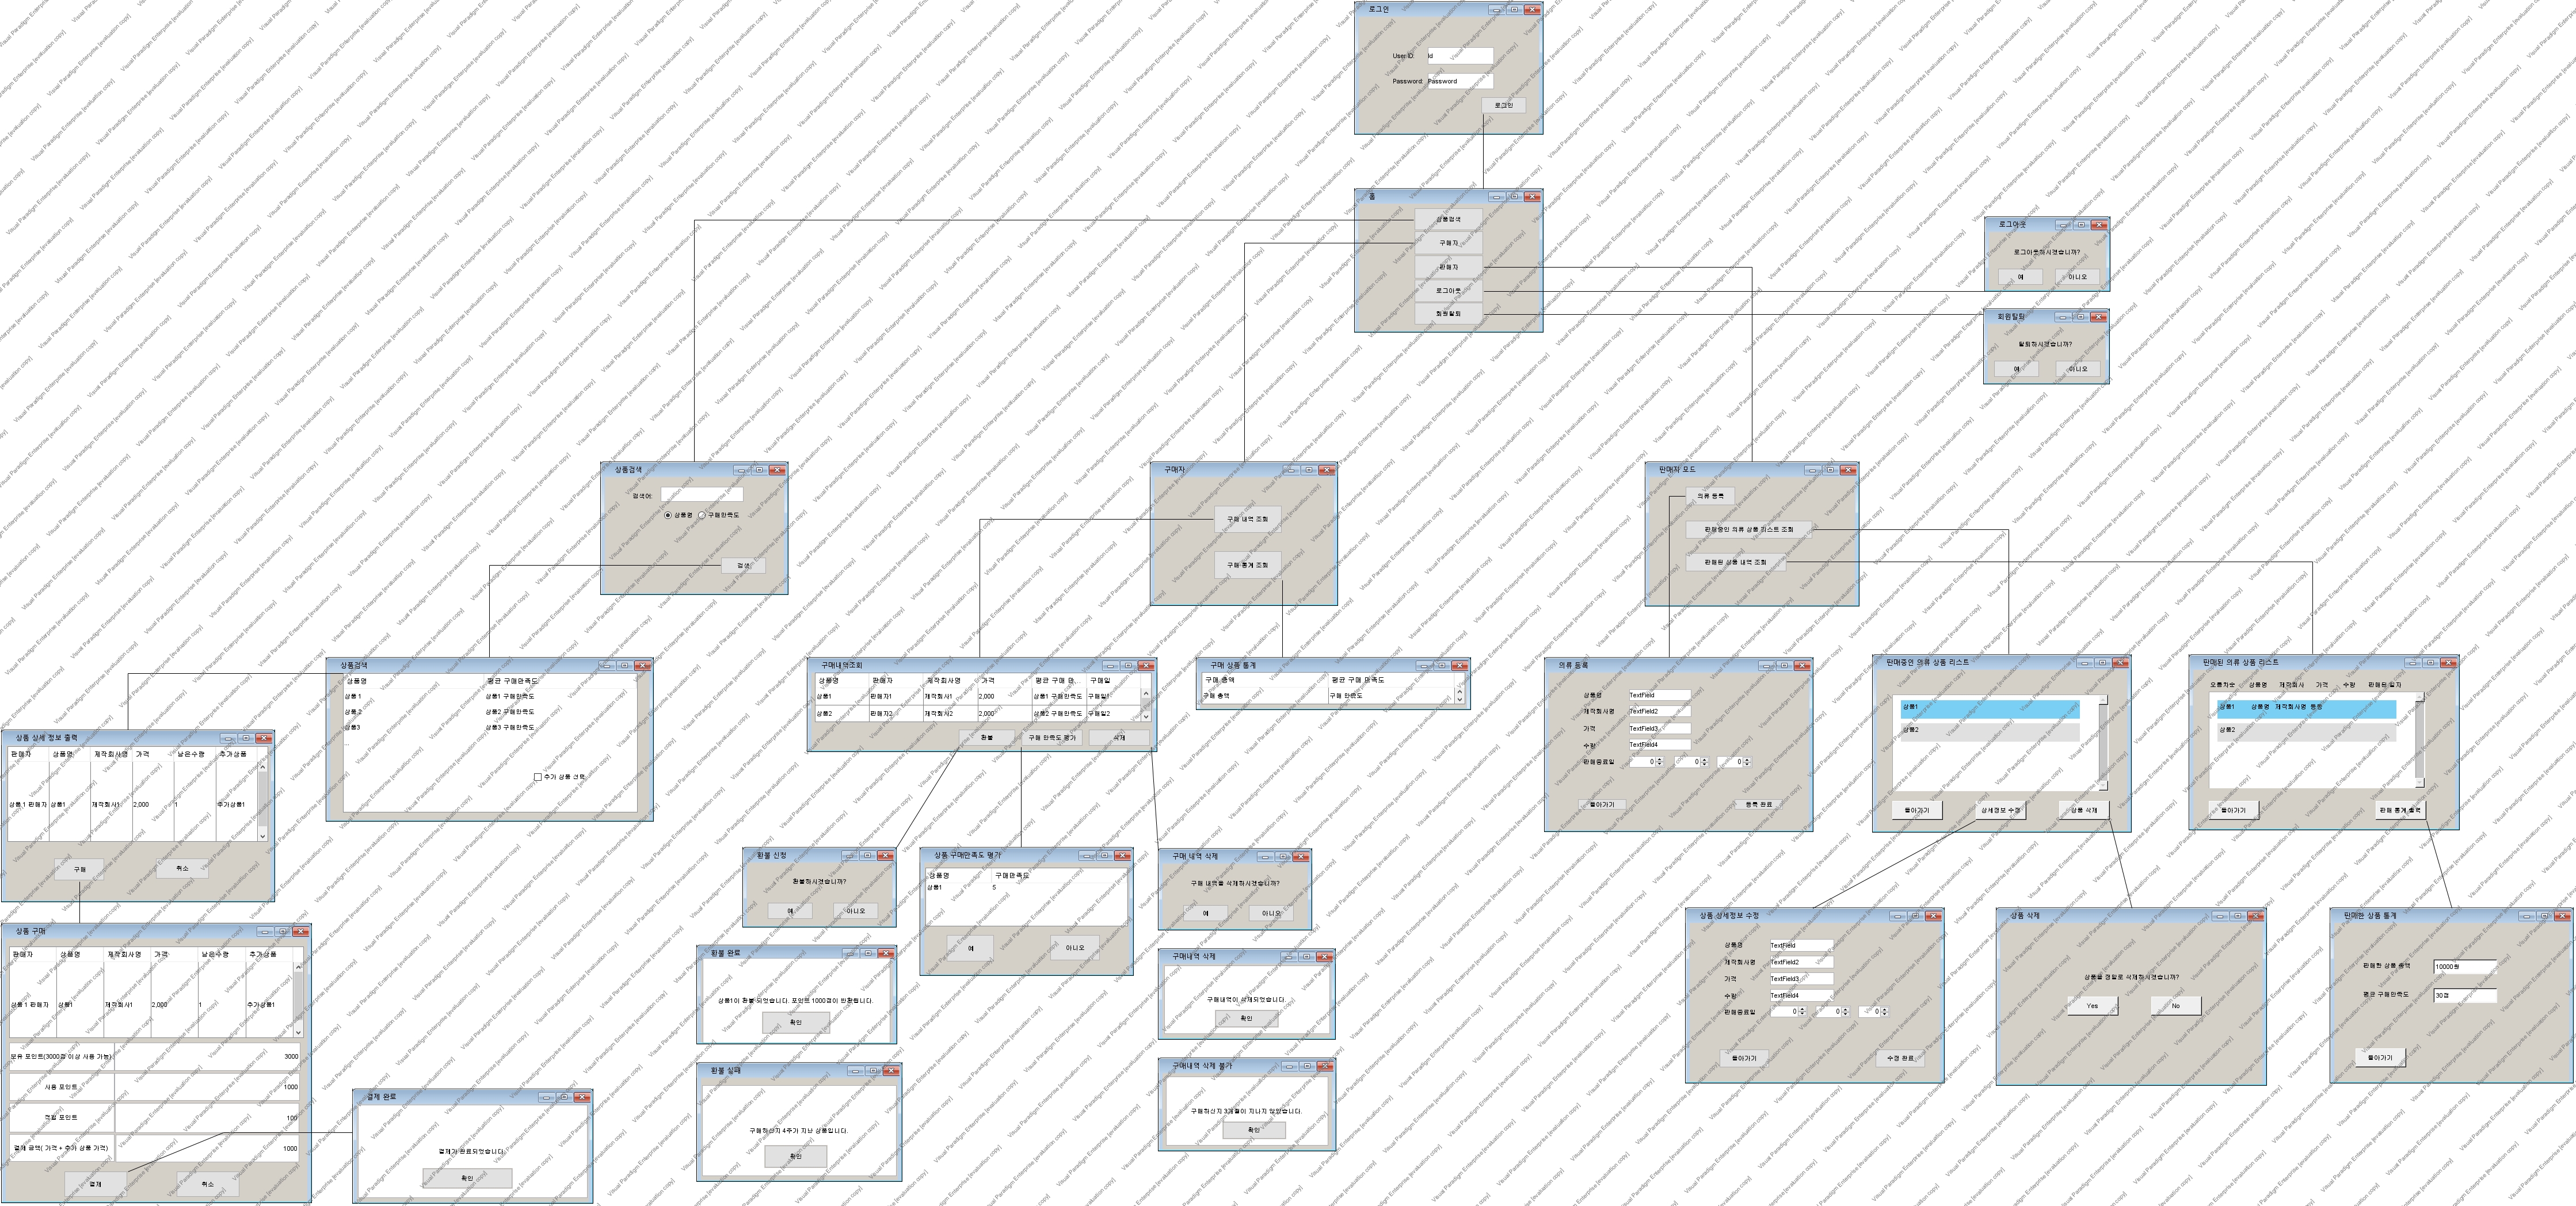 로그인
User ID: id
Password: Password
로그인
홈
상품검색
구매자
판매자
로그아웃
회원탈퇴
로그아웃
로그아웃하시겠습니까?
예 아니오
회원탈퇴
탈퇴하시겠습니까?
예 아니오
상품검색
검색어:
상품명 구매만족도
검색
구매자
구매 내역 조회
구매 통계 조회
판매자 모드
의류 등록
판매중인 의류 상품 리스트 조회
판매된 상품 내역 조회
상품검색
상품명 평균 구매만족도
상품 1 상품1 구매만족도
상품 2 상품2 구매만족도
상품3 상품3 구매만족도
...
추가 상품 선택
구매내역조회
상품명 판매자 제작회사명 가격 평균 구매 만... 구매일
상품1 판매자1 제작회사1 2,000 상품1 구매만족도 구매일1
상품2 판매자2 제작회사2 2,000 상품2 구매만족도 구매일2
환불 구매 만족도 평가 삭제
구매 상품 통계
구매 총액 평균 구매 만족도
구매 총액 구매 만족도
의류 등록
상품명 TextField
제작회사명 TextField2
가격 TextField3
수량 TextField4
판매종료일 0 0 0
돌아가기 등록 완료
판매중인 의류 상품 리스트
상품1
상품2
돌아가기 상세정보 수정 상품 삭제
판매된 의류 상품 리스트
오름차순 상품명 제작회사 가격 수량 판매된 일자
상품1 상품명 제작회사명 등등
상품2
돌아가기 판매 통계 출력
상품 상세 정보 출력
판매자 상품명 제작회사명 가격 남은수량 추가상품
상품 1 판매자 상품1 제작회사1 2,000 1 추가상품1
구매 취소
환불 신청
환불하시겠습니까?
예 아니오
상품 구매만족도 평가
상품명 구매만족도
상품1 5
예 아니오
구매 내역 삭제
구매 내역을 삭제하시겠습니까?
예 아니오
상품 구매
판매자 상품명 제작회사명 가격 남은수량 추가상품
상품 1 판매자 상품1 제작회사1 2,000 1 추가상품1
보유 포인트(3000점 이상 사용 가능) 3000
사용 포인트 1000
적립 포인트 100
결제 금액( 가격 + 추가 상품 가격) 1000
결제 취소
결제 완료
결제가 완료되었습니다.
확인
환불 완료
상품1이 환불 되었습니다. 포인트 1000점이 반환됩니다.
확인
환불 실패
구매하신지 4주가 지난 상품입니다.
확인
구매내역 삭제
구매내역이 삭제되었습니다.
확인
구매내역 삭제 불가
구매하신지 3개월이 지나지 않았습니다.
확인
상품 상세정보 수정
상품명 TextField
제작회사명 TextField2
가격 TextField3
수량 TextField4
판매종료일 0 0 0
돌아가기 수정 완료
상품 삭제
상품을 정말로 삭제하시겠습니까?
Yes No
판매한 상품 통계
판매한 상품 총액 10000원
평균 구매만족도 30점
돌아가기
Visual Paradigm Enterprise [evaluation copy]